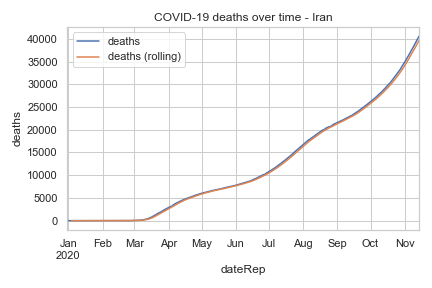 COVID-19 deaths over time - Iran
deaths
deaths (rolling)
40000
35000
30000
25000
20000
15000
10000
5000
0
deaths
Jan Feb Mar Apr May Jun Jul Aug Sep Oct Nov
2020
dateRep